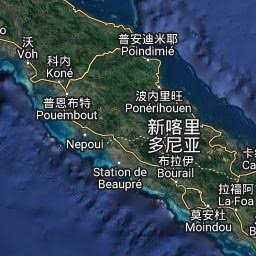 沃
Voh
普安迪米耶
Poindimié
科内
Koné
普恩布特
Pouembout
波内里旺
Ponérihouen
新喀里
多尼亚
Nepoui
布拉伊
Bourail
Station de
Beaupré
拉福阿
La Foa
莫安杜
Moindou